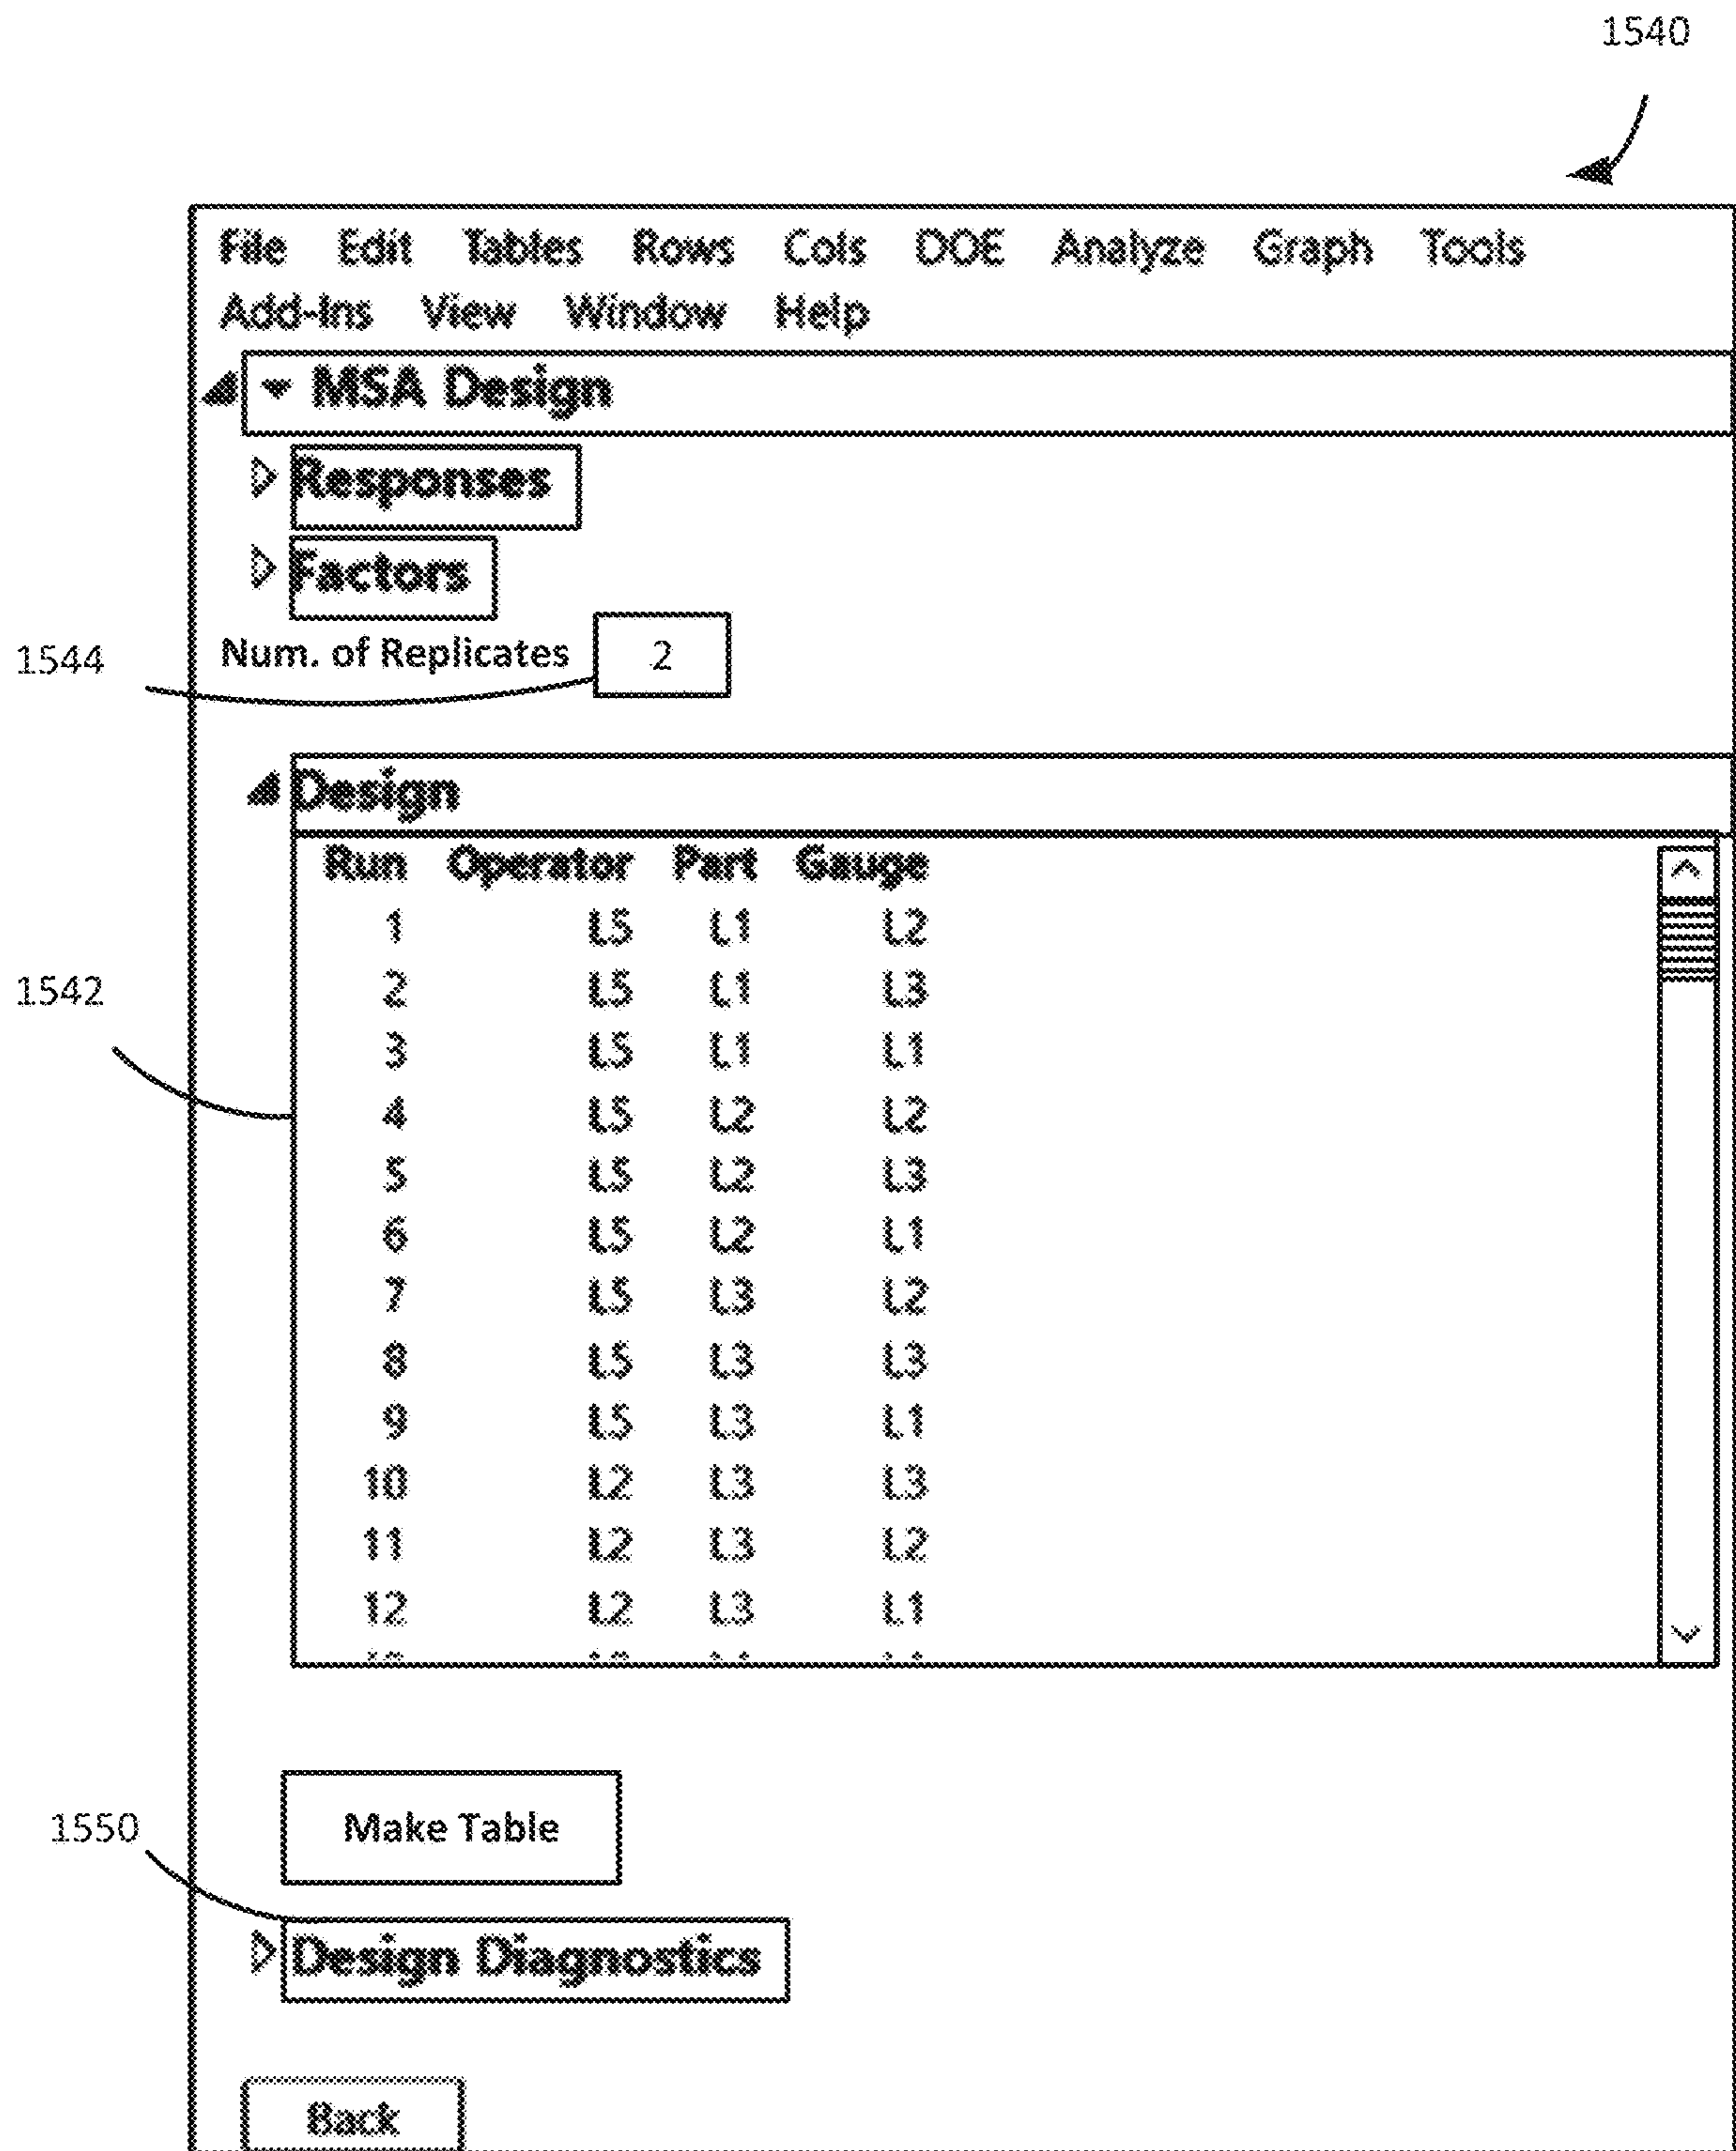 1540
File Edit Tables Rows Cols DOE Analyze Graph Tools
Add-Ins View Window Help
MSA Design
Responses
Factors
1544 Num. of Replicates 2
Design
Run Operator Part Gauge
1 L5 L1 L2
2 L5 L1 L3
1542
3 L5 L1 L1
4 L5 L2 L2
5 L5 L2 L3
6 L5 L2 L1
7 L5 L3 L2
8 L5 L3 L3
9 L5 L3 L1
10 L2 L3 L3
11 L2 L3 L2
12 L2 L3 L1
1550 Make Table
Design Diagnostics
Back